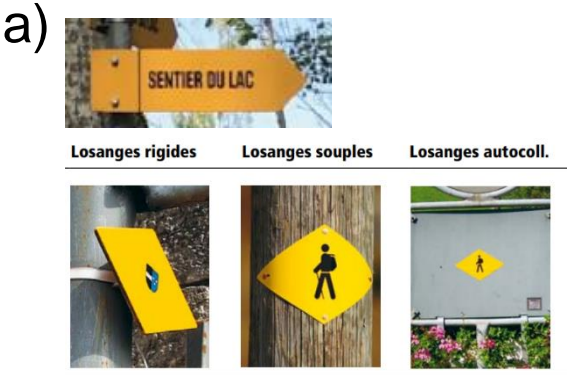 a)
SENTIER DU LAC
Losanges rigides Losanges souples Losanges autocoll.